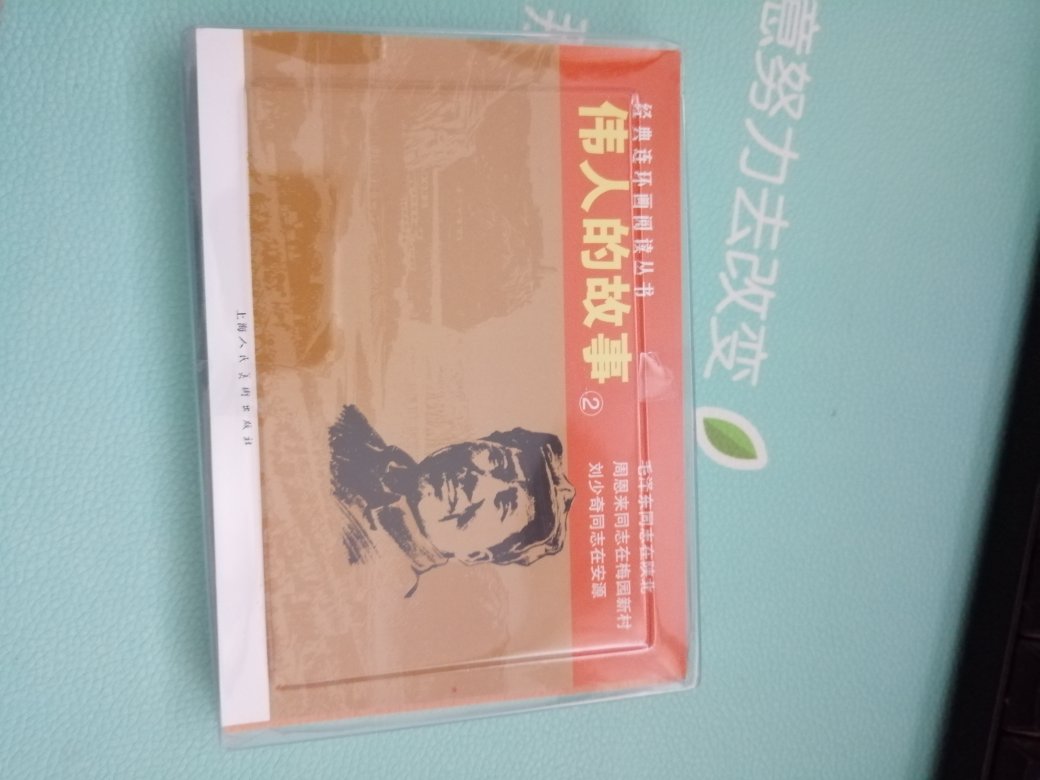 意努力去改变
经典连环画阅读丛书
伟人的故事②
毛泽东同志在陕北
周恩来同志在梅园新村
刘少奇同志在安源
上海人民美术出版社